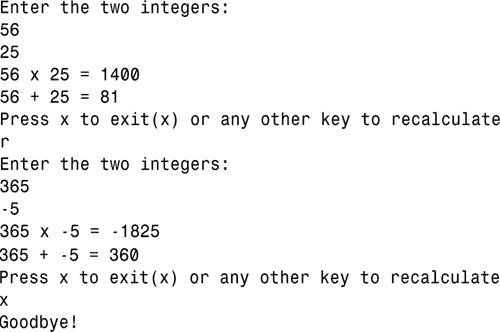 Enter the two integers:
56
25
56 x 25 = 1400
56 + 25 = 81
Press x to exit(x) or any other key to recalculate
r
Enter the two integers:
365
-5
365 x -5 = -1825
365 + -5 = 360
Press x to exit(x) or any other key to recalculate
x
Goodbye!